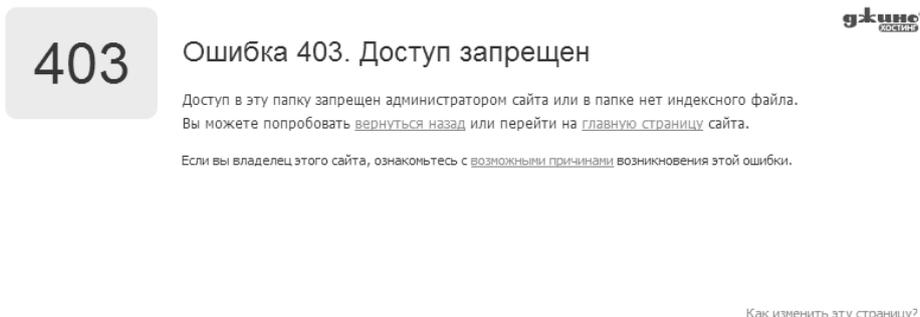 джино
ХОСТИНГ
403
Ошибка 403. Доступ запрещен
Доступ в эту папку запрещен администратором сайта или в папке нет индексного файла.
Вы можете попробовать вернуться назад или перейти на главную страницу сайта.
Если вы владелец этого сайта, ознакомьтесь с возможными причинами возникновения этой ошибки.
Как изменить эту страницу?